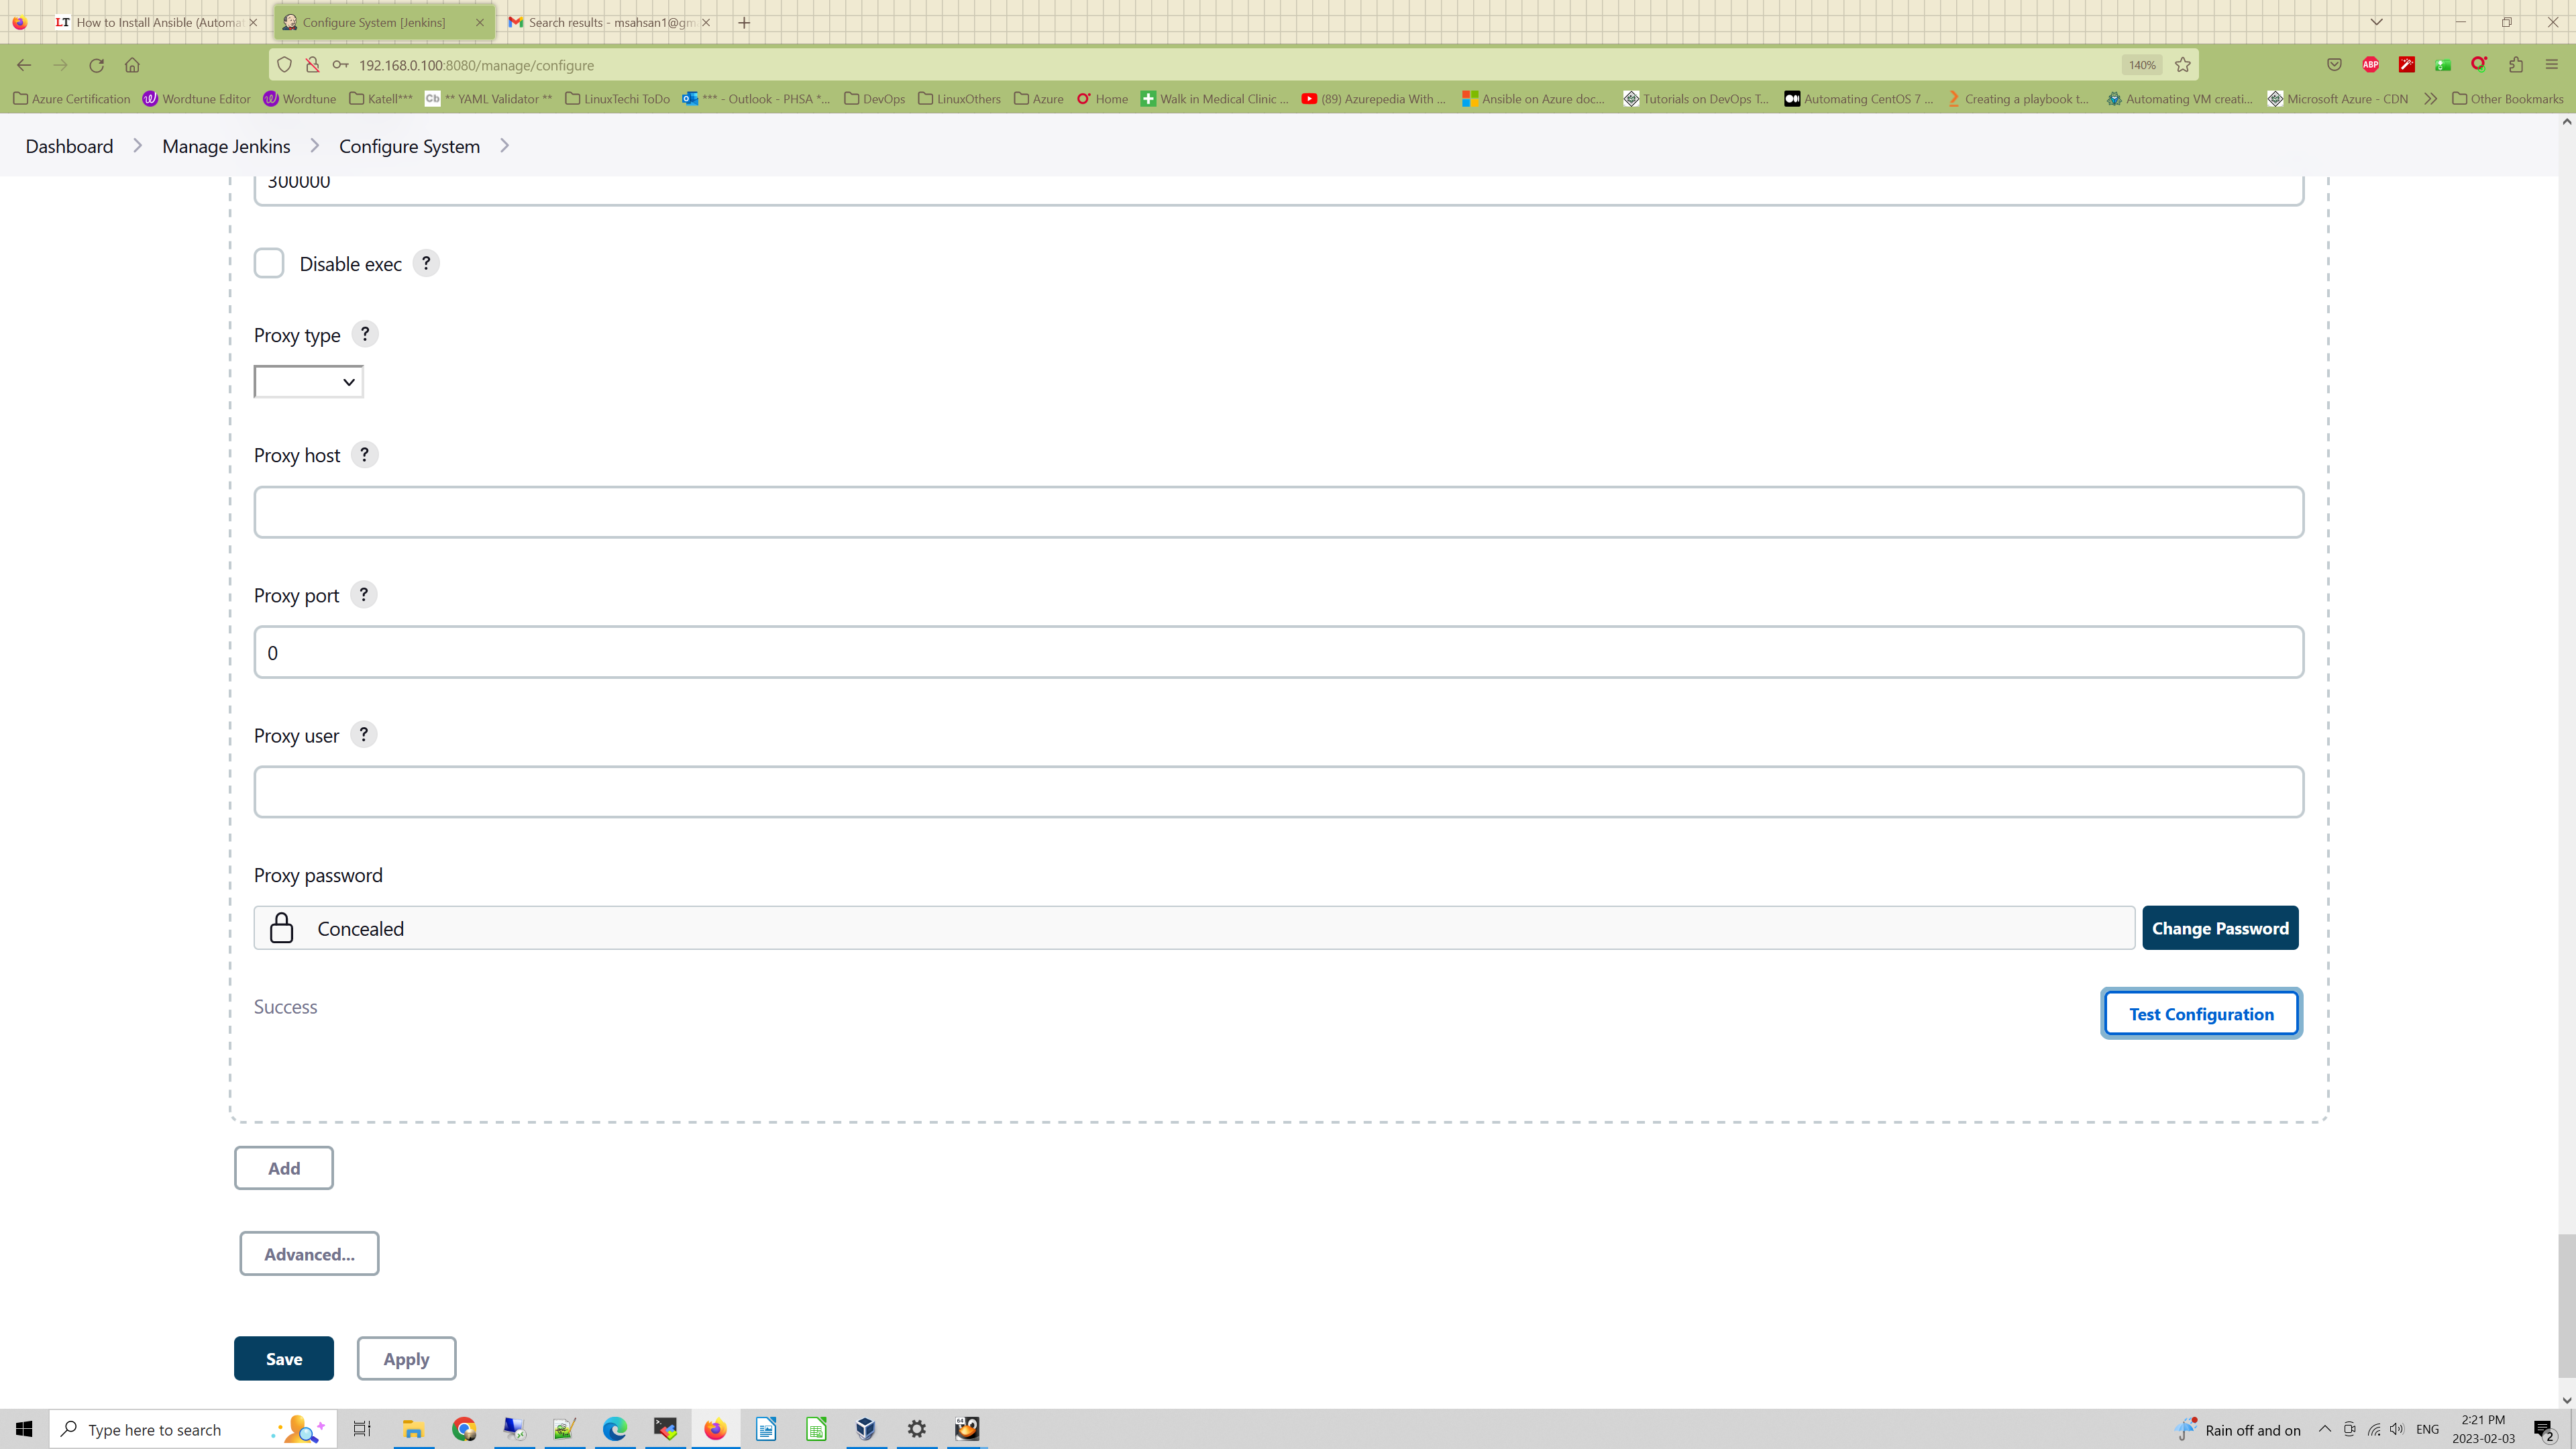 LT How to Install Ansible (Automat
Configure System [Jenkins]
Search results - msahsan1@gm
192.168.0.100:8080/manage/configure
140%
ABP
Azure Certification
Wordtune Editor
Wordtune
Katell***
Cb ** YAML Validator **
LinuxTechi ToDo
*** - Outlook - PHSA *...
DevOps
LinuxOthers
Azure
Home
Walk in Medical Clinic ...
(89) Azurepedia With ...
Ansible on Azure doc...
Tutorials on DevOps T...
Automating CentOS 7 ...
Creating a playbook t...
Automating VM creati...
Microsoft Azure - CDN
Other Bookmarks
Dashboard
Manage Jenkins
Configure System
300000
Disable exec ?
Proxy type ?
Proxy host ?
Proxy port ?
0
Proxy user ?
Proxy password
Concealed
Change Password
Success
Test Configuration
Add
Advanced...
Save
Apply
Type here to search
Rain off and on
ENG
2:21 PM
2023-02-03
2